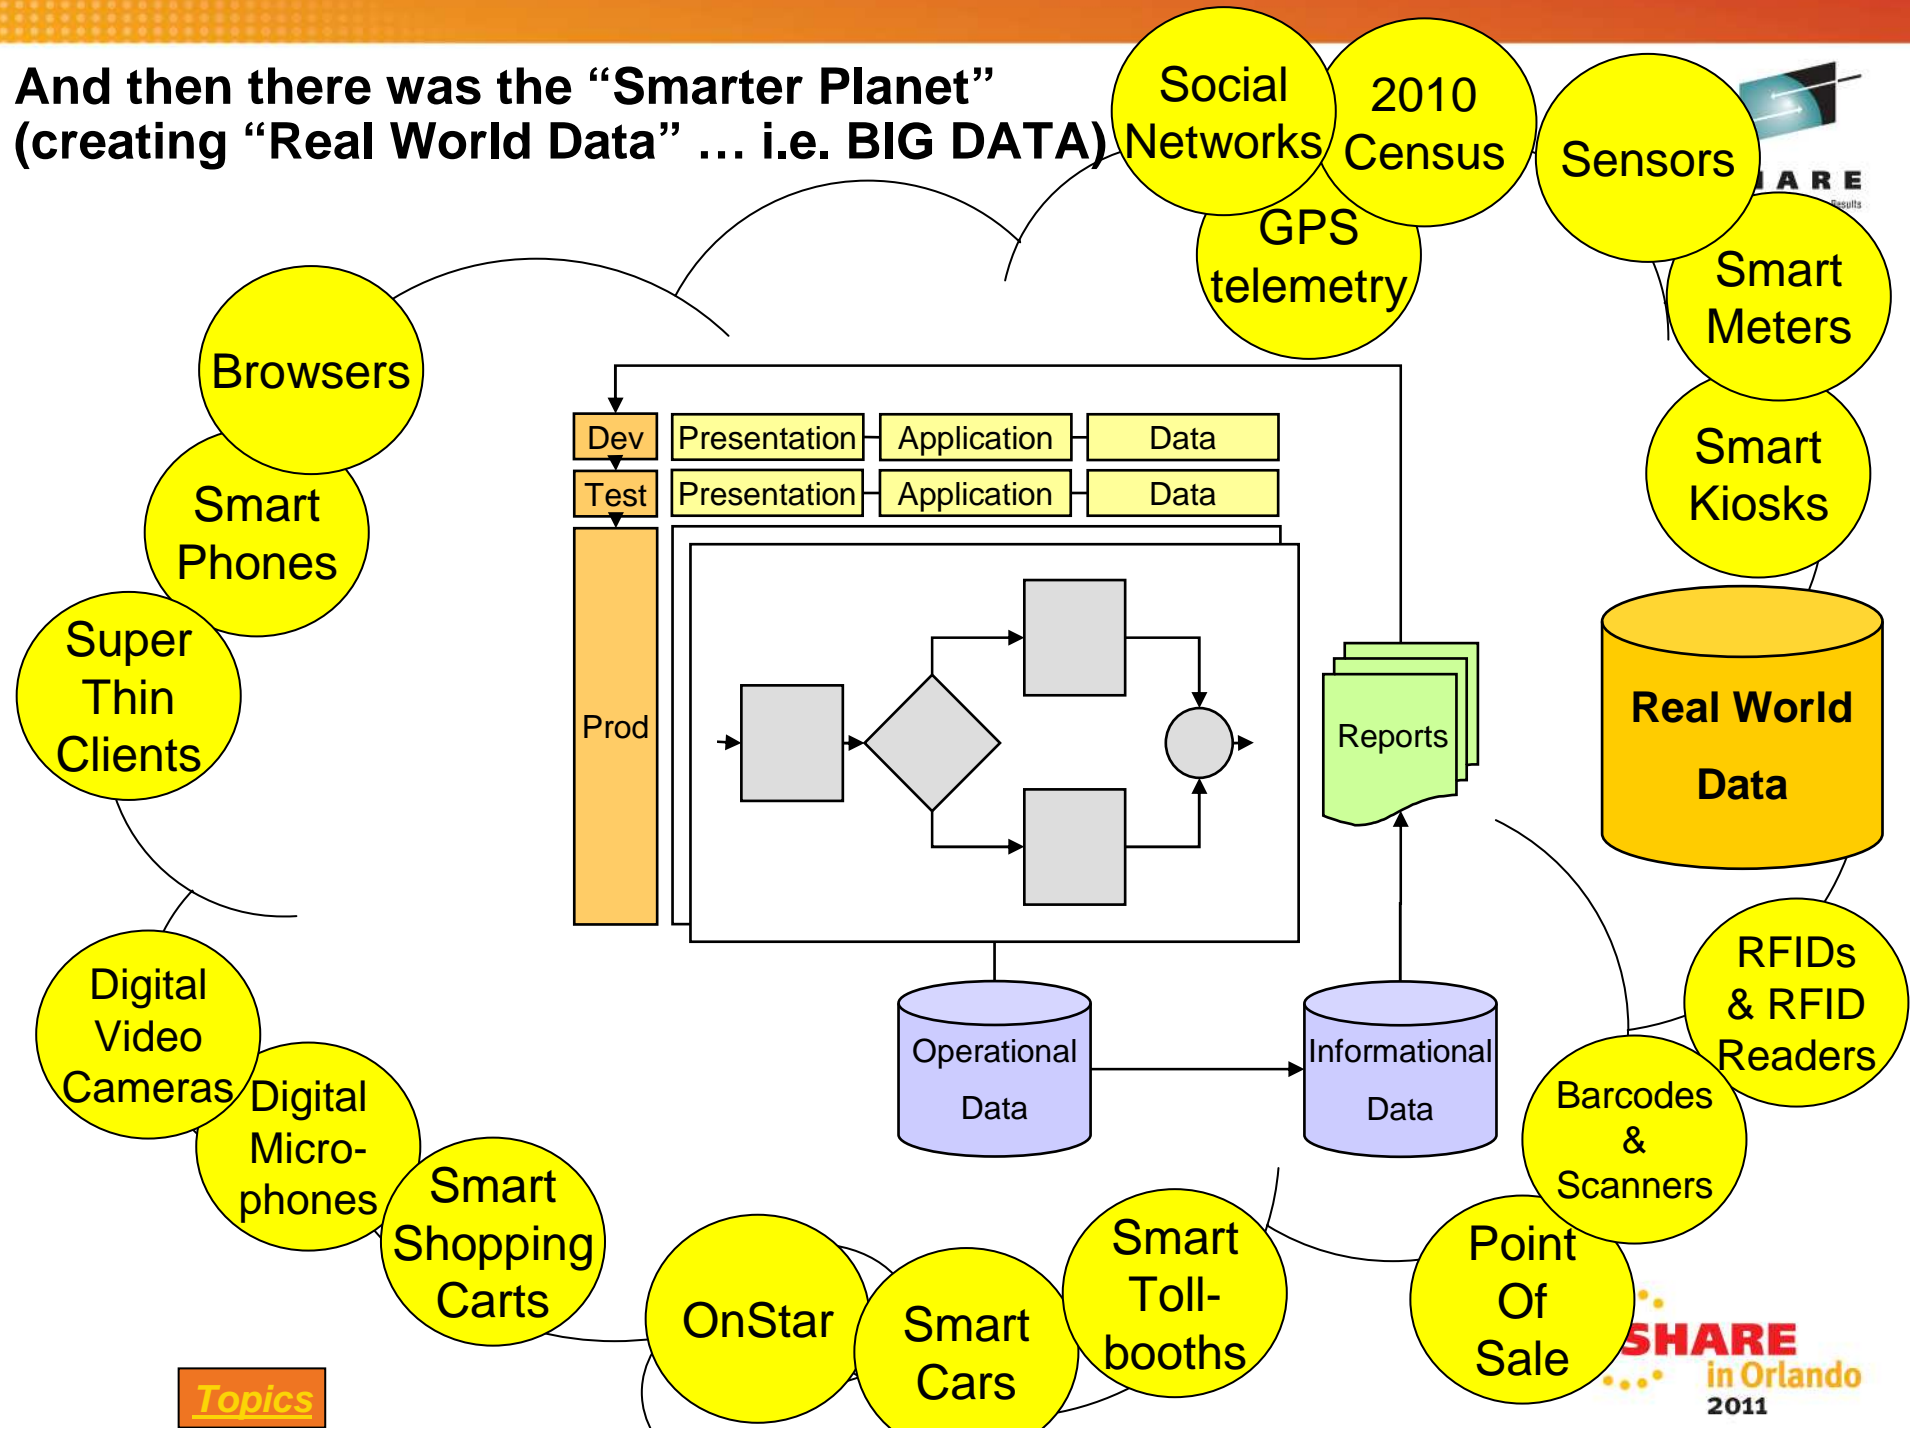 And then there was the “Smarter Planet”
(creating “Real World Data” … i.e. BIG DATA)
Social
Networks
2010
Census
Sensors
ARE
Results
GPS
telemetry
Smart
Meters
Browsers
Smart
Kiosks
Smart
Phones
Super
Thin
Clients
Dev
Presentation
Application
Data
Test
Presentation
Application
Data
Prod
Reports
Real World
Data
Operational
Data
Informational
Data
RFIDs
& RFID
Readers
Barcodes
&
Scanners
Digital
Video
Cameras
Digital
Micro-
phones
Smart
Shopping
Carts
OnStar
Smart
Cars
Smart
Toll-
booths
Point
Of
Sale
Topics
SHARE
in Orlando
2011